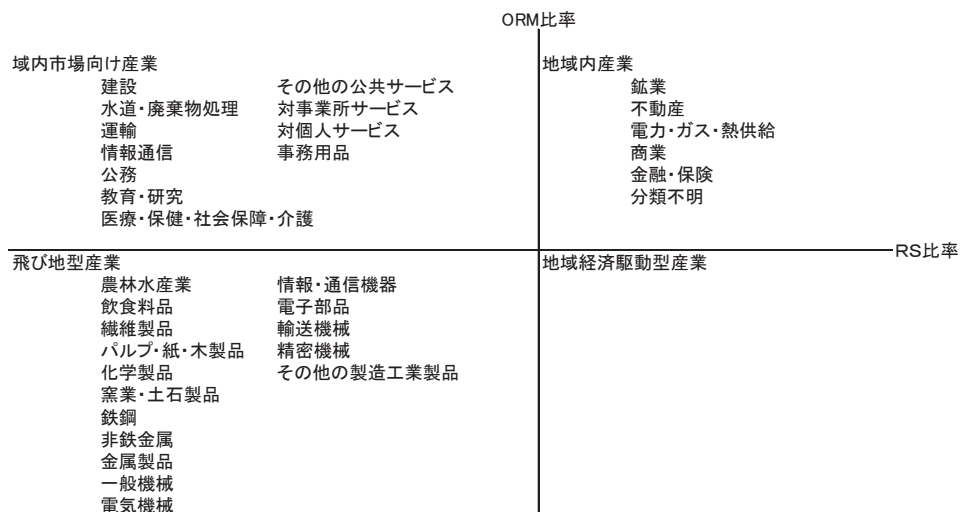 ORM比率
域内市場向け産業
建設 その他の公共サービス
水道・廃棄物処理 対事業所サービス
運輸 対個人サービス
情報通信 事務用品
公務
教育・研究
医療・保健・社会保障・介護
地域内産業
鉱業
不動産
電力・ガス・熱供給
商業
金融・保険
分類不明
RS比率
飛び地型産業
農林水産業 情報・通信機器
飲食料品 電子部品
繊維製品 輸送機械
パルプ・紙・木製品 精密機械
化学製品 その他の製造工業製品
窯業・土石製品
鉄鋼
非鉄金属
金属製品
一般機械
電気機械
地域経済駆動型産業